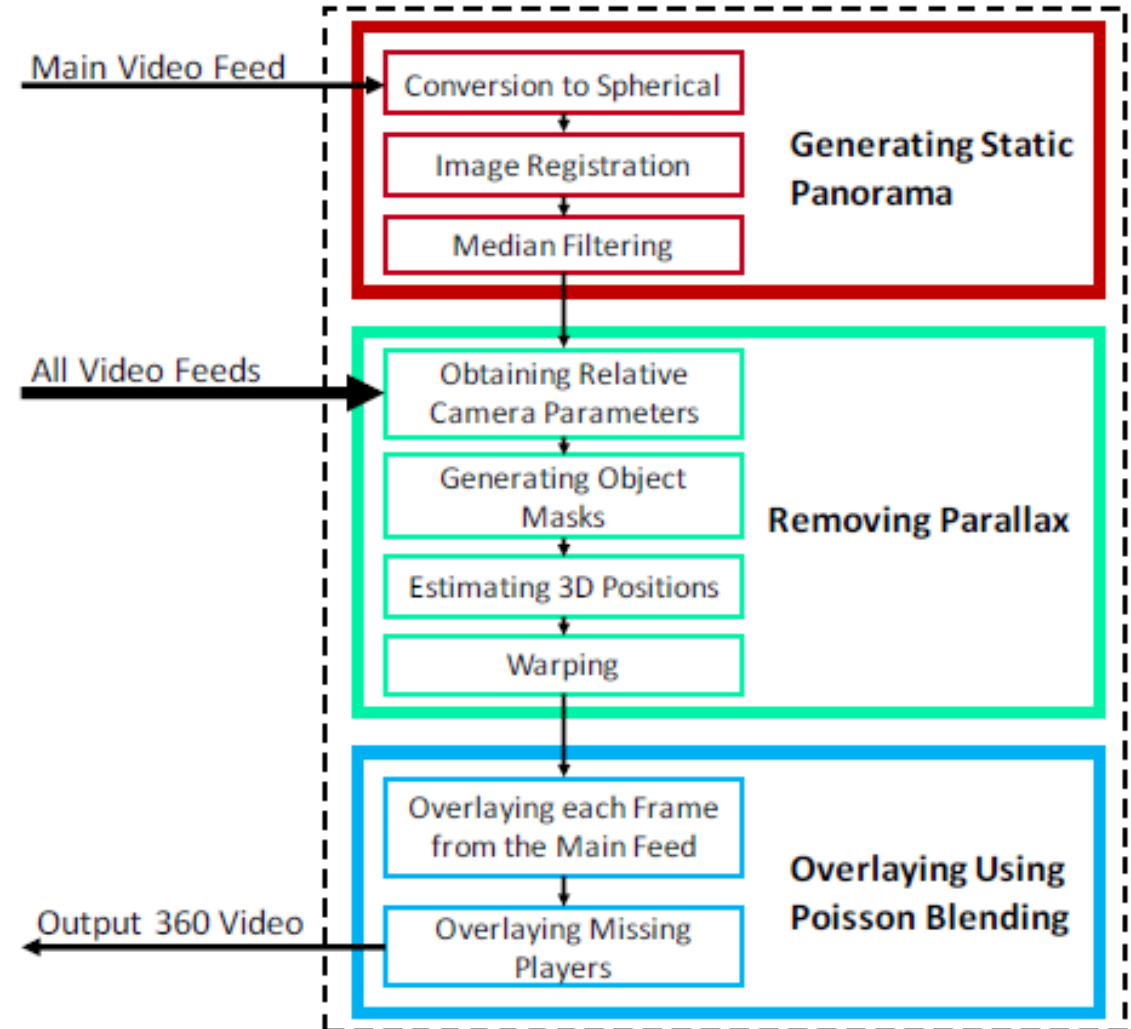 Main Video Feed
Conversion to Spherical
Image Registration
Median Filtering
Generating Static
Panorama
All Video Feeds
Obtaining Relative
Camera Parameters
Generating Object
Masks
Estimating 3D Positions
Warping
Removing Parallax
Overlaying each Frame
from the Main Feed
Overlaying Missing
Players
Overlaying Using
Poisson Blending
Output 360 Video